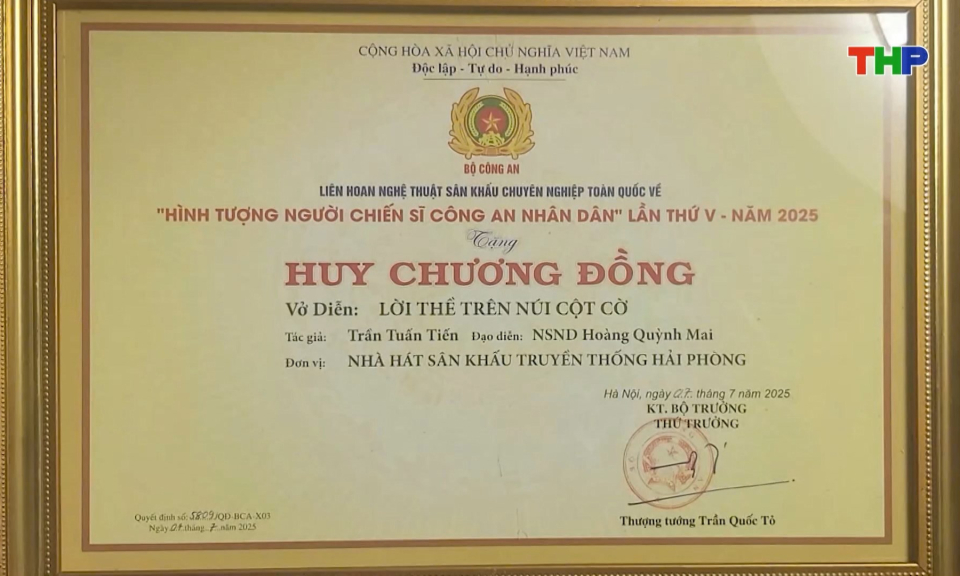 THP
CỘNG HÒA XÃ HỘI CHỦ NGHĨA VIỆT NAM
Độc lập - Tự do - Hạnh phúc
BỘ CÔNG AN
LIÊN HOAN NGHỆ THUẬT SÂN KHẤU CHUYÊN NGHIỆP TOÀN QUỐC VỀ
"HÌNH TƯỢNG NGƯỜI CHIẾN SĨ CÔNG AN NHÂN DÂN" LẦN THỨ V - NĂM 2025
Tặng
HUY CHƯƠNG ĐỒNG
Vở Diễn: LỜI THỀ TRÊN NÚI CỘT CỜ
Tác giả: Trần Tuấn Tiến Đạo diễn: NSND Hoàng Quỳnh Mai
Đơn vị: NHÀ HÁT SÂN KHẤU TRUYỀN THỐNG HẢI PHÒNG
Hà Nội, ngày 07 tháng 7 năm 2025
KT. BỘ TRƯỞNG
THỨ TRƯỞNG
Thượng tướng Trần Quốc Tỏ
Quyết định số: 5809/QĐ-BCA-X03
Ngày 07 tháng 7 năm 2025